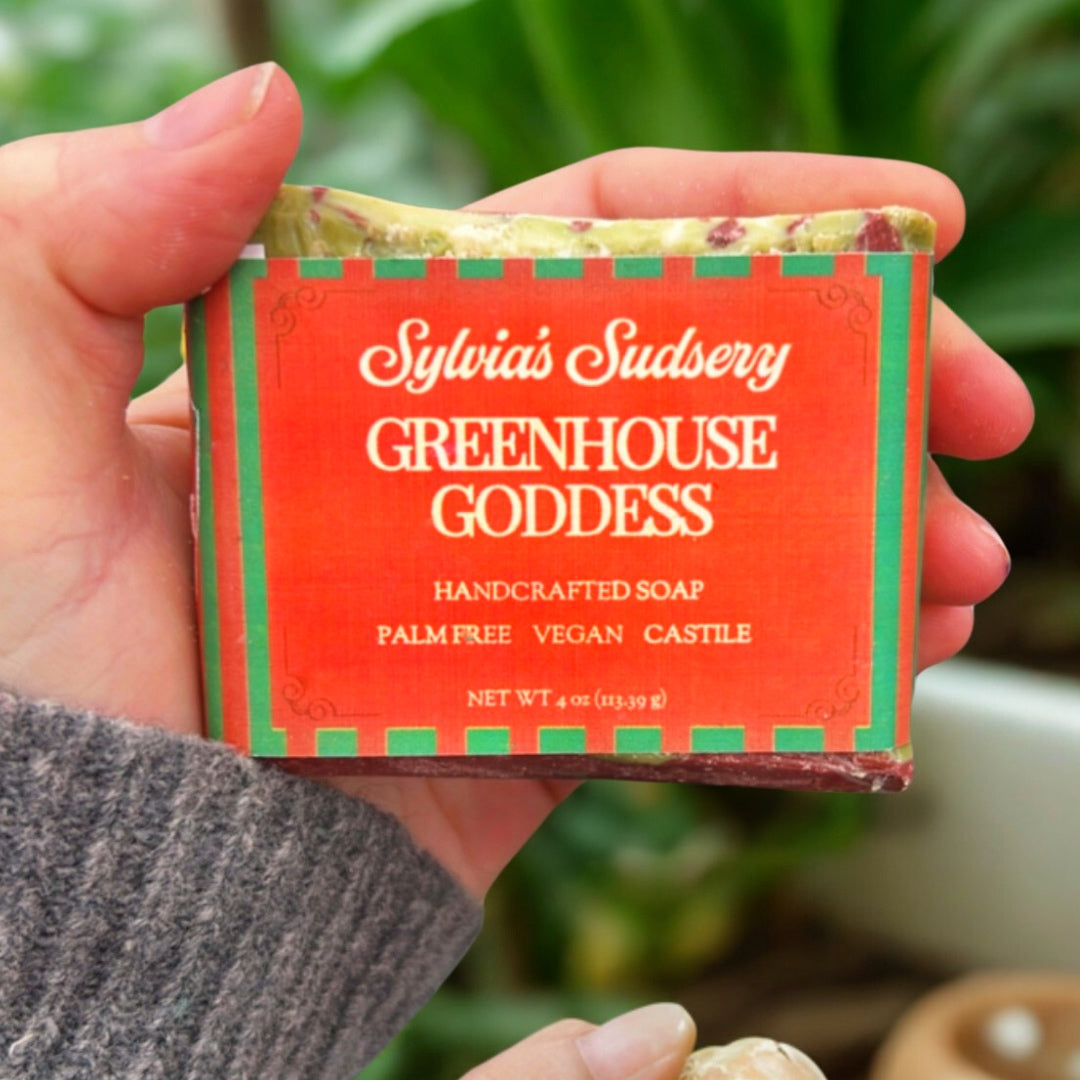 Sylvia's Sudsery
GREENHOUSE
GODDESS
HANDCRAFTED SOAP
PALM FREE VEGAN CASTILE
NET WT 4 oz (113.39 g)